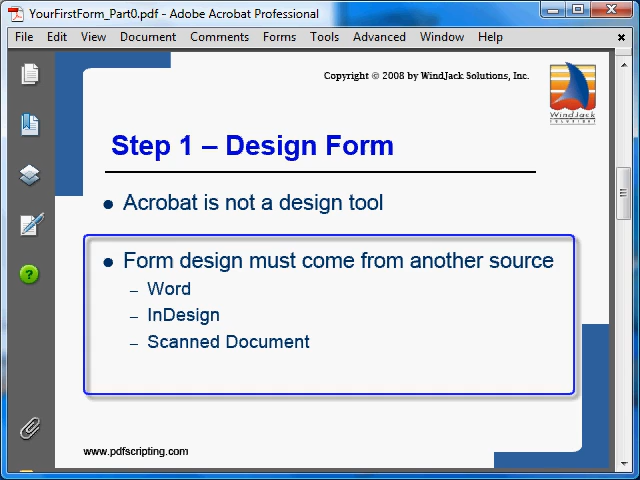 YourFirstForm_Part0.pdf - Adobe Acrobat Professional
File Edit View Document Comments Forms Tools Advanced Window Help
Copyright © 2008 by WindJack Solutions, Inc.
WindJack
SOLUTIONS
Step 1 – Design Form
● Acrobat is not a design tool
● Form design must come from another source
– Word
– InDesign
– Scanned Document
www.pdfscripting.com